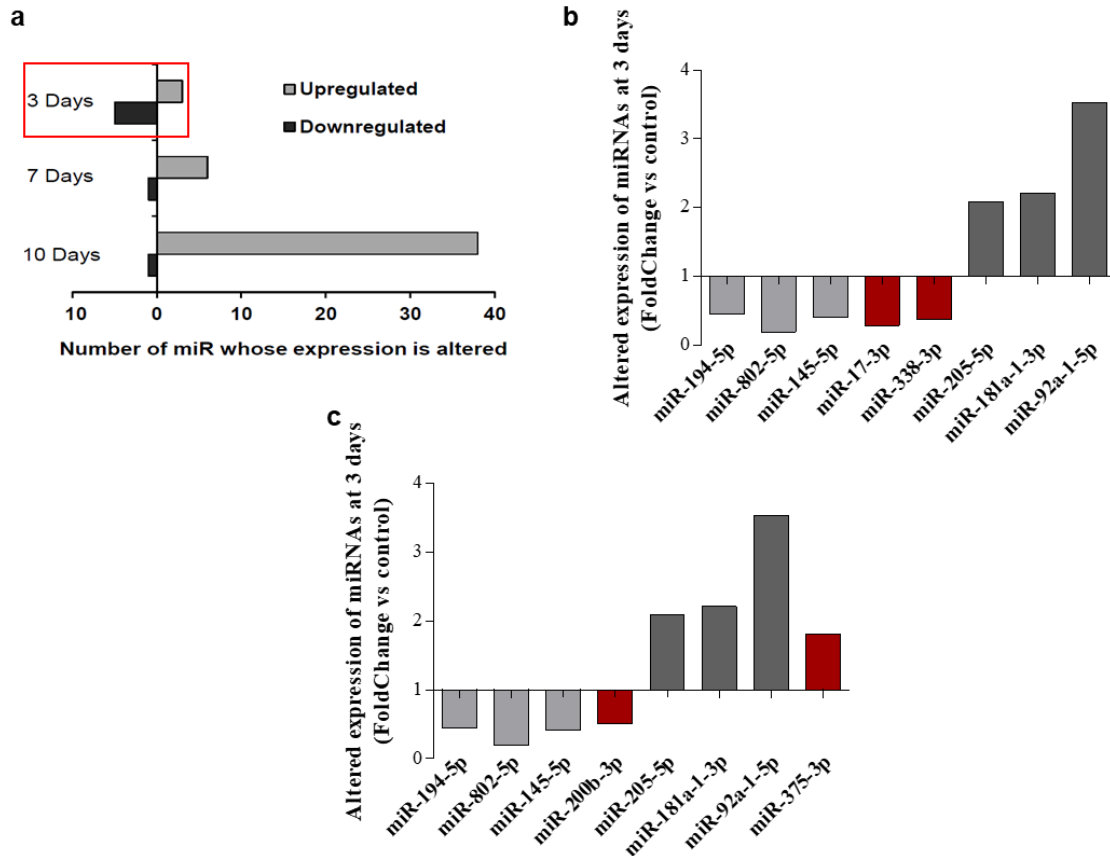 a
3 Days
7 Days
10 Days
Upregulated
Downregulated
10 0 10 20 30 40
Number of miR whose expression is altered
b
Altered expression of miRNAs at 3 days
(FoldChange vs control)
4
3
2
1
0
miR-194-5p
miR-802-5p
miR-145-5p
miR-17-3p
miR-338-3p
miR-205-5p
miR-181a-1-3p
miR-92a-1-5p
c
Altered expression of miRNAs at 3 days
(FoldChange vs control)
4
3
2
1
0
miR-194-5p
miR-802-5p
miR-145-5p
miR-200b-3p
miR-205-5p
miR-181a-1-3p
miR-92a-1-5p
miR-375-3p